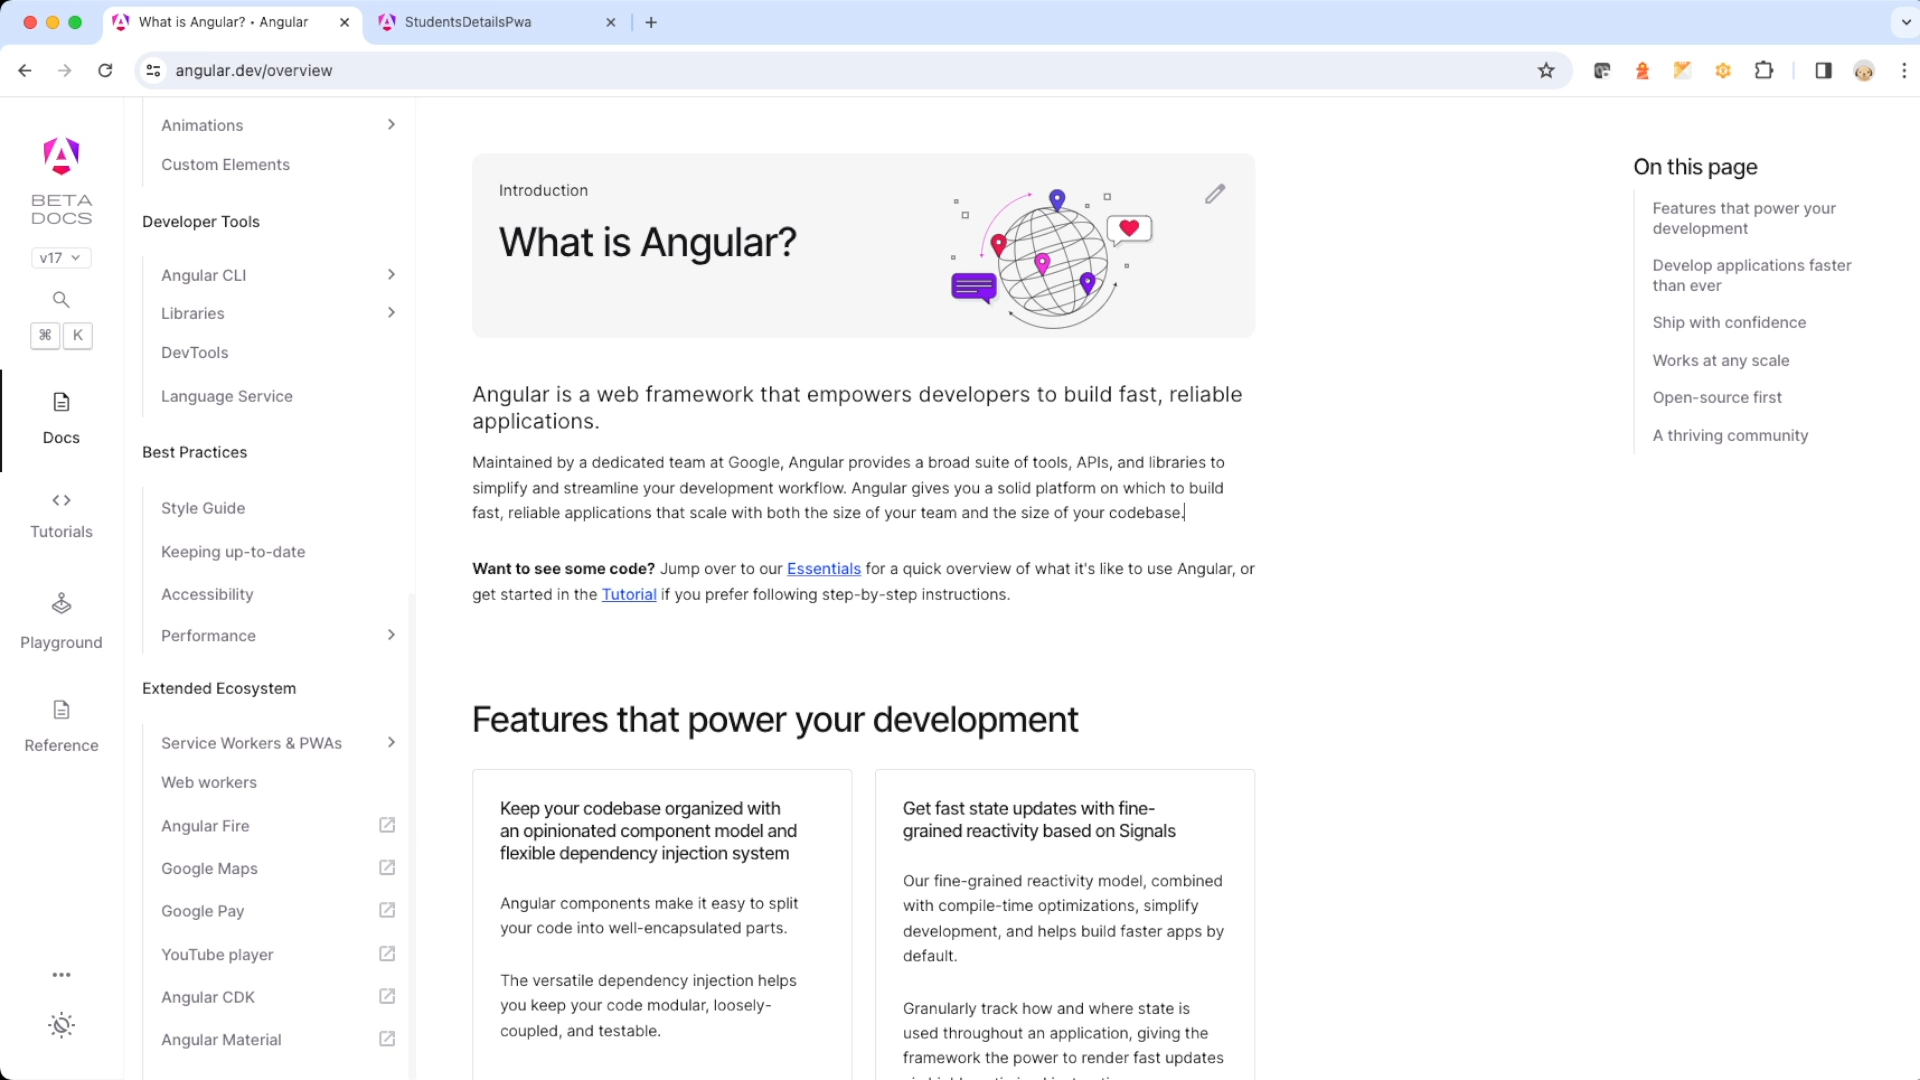 What is Angular? • Angular
StudentsDetailsPwa
angular.dev/overview
BETA
DOCS
v17
⌘ K
Docs
Tutorials
Playground
Reference
Animations
Custom Elements
Developer Tools
Angular CLI
Libraries
DevTools
Language Service
Best Practices
Style Guide
Keeping up-to-date
Accessibility
Performance
Extended Ecosystem
Service Workers & PWAs
Web workers
Angular Fire
Google Maps
Google Pay
YouTube player
Angular CDK
Angular Material
Introduction
What is Angular?
Angular is a web framework that empowers developers to build fast, reliable
applications.
Maintained by a dedicated team at Google, Angular provides a broad suite of tools, APIs, and libraries to
simplify and streamline your development workflow. Angular gives you a solid platform on which to build
fast, reliable applications that scale with both the size of your team and the size of your codebase.
Want to see some code? Jump over to our Essentials for a quick overview of what it's like to use Angular, or
get started in the Tutorial if you prefer following step-by-step instructions.
Features that power your development
Keep your codebase organized with
an opinionated component model and
flexible dependency injection system
Angular components make it easy to split
your code into well-encapsulated parts.
The versatile dependency injection helps
you keep your code modular, loosely-
coupled, and testable.
Get fast state updates with fine-
grained reactivity based on Signals
Our fine-grained reactivity model, combined
with compile-time optimizations, simplify
development, and helps build faster apps by
default.
Granularly track how and where state is
used throughout an application, giving the
framework the power to render fast updates
On this page
Features that power your
development
Develop applications faster
than ever
Ship with confidence
Works at any scale
Open-source first
A thriving community